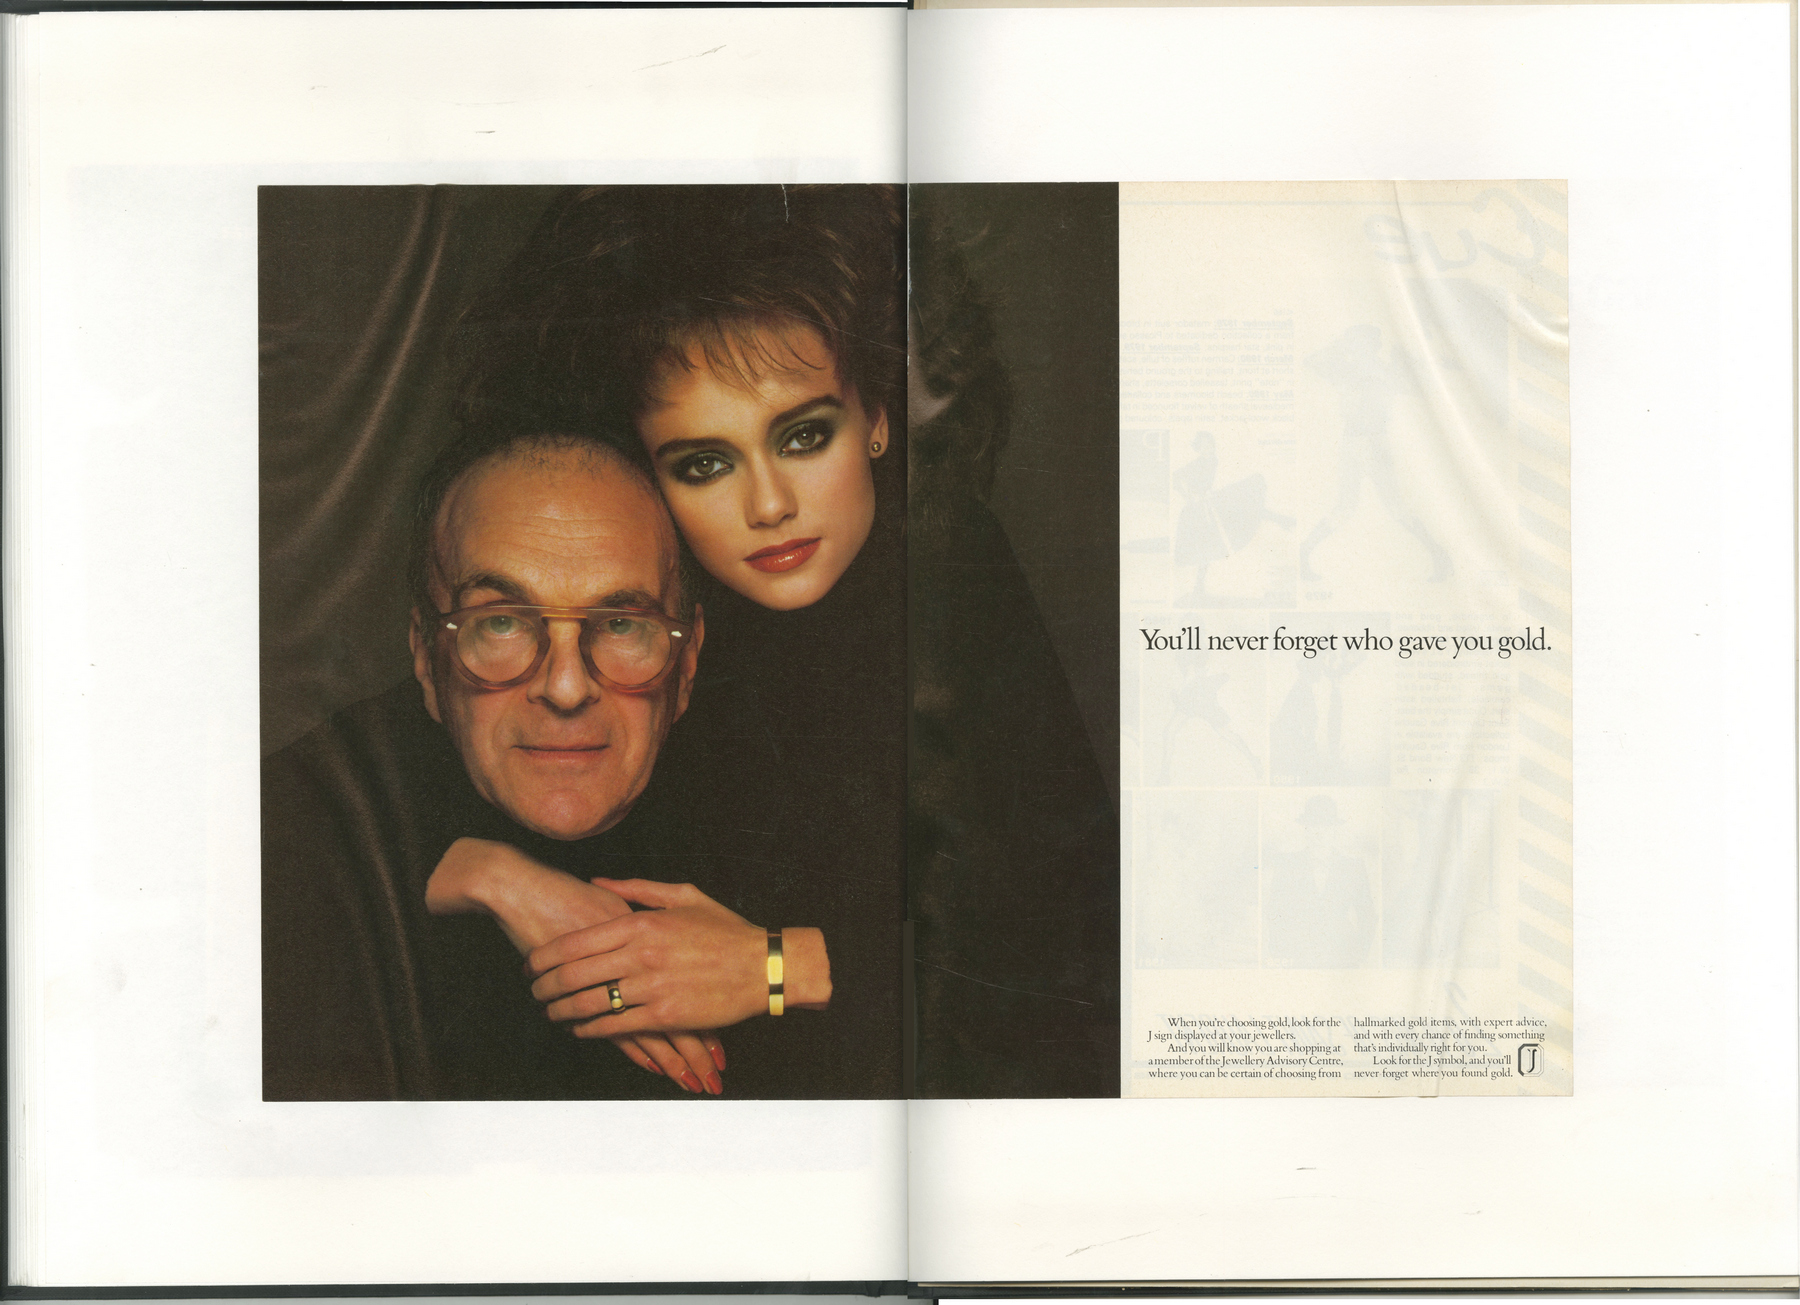 You'll never forget who gave you gold.
When you're choosing gold, look for the
J sign displayed at your jewellers.
And you will know you are shopping at
a member of the Jewellery Advisory Centre,
where you can be certain of choosing from
hallmarked gold items, with expert advice,
and with every chance of finding something
that's individually right for you.
Look for the J symbol, and you'll
never forget where you found gold.
J